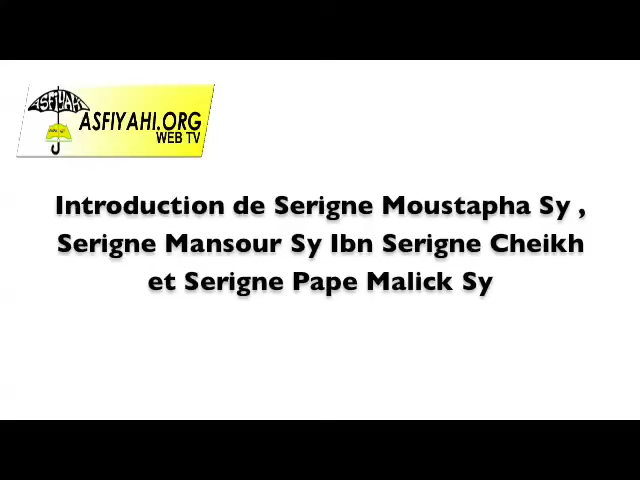 ASFIYAHI
ASFIYAHI.ORG
WEB TV
Introduction de Serigne Moustapha Sy ,
Serigne Mansour Sy Ibn Serigne Cheikh
et Serigne Pape Malick Sy